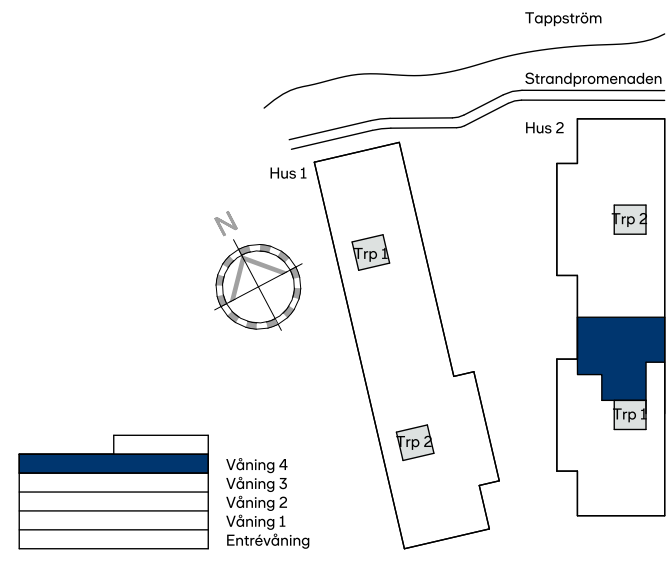 Tappström
Strandpromenaden
Hus 2
Hus 1
Trp 2
N
Trp 1
Trp 1
Trp 2
Våning 4
Våning 3
Våning 2
Våning 1
Entrévåning